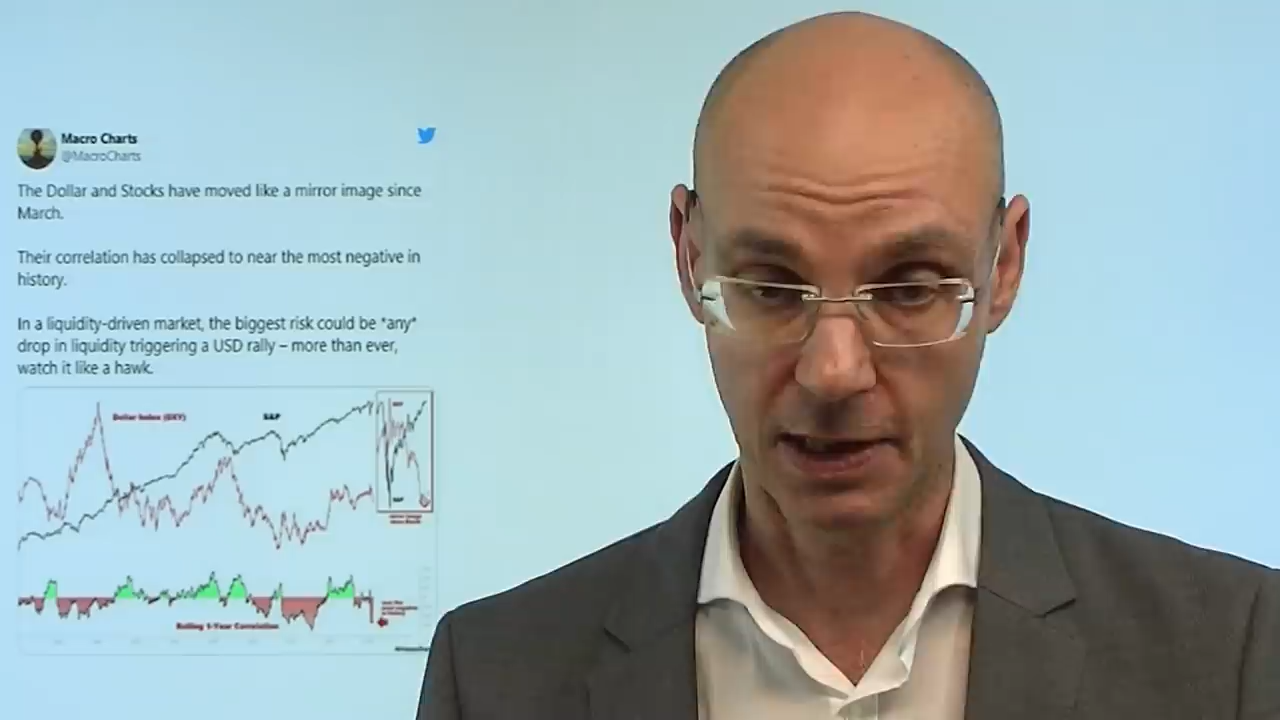 Macro Charts
@MacroCharts
The Dollar and Stocks have moved like a mirror image since
March.
Their correlation has collapsed to near the most negative in
history.
In a liquidity-driven market, the biggest risk could be *any*
drop in liquidity triggering a USD rally – more than ever,
watch it like a hawk.
Dollar Index (DXY)
S&P
Rolling 1-Year Correlation